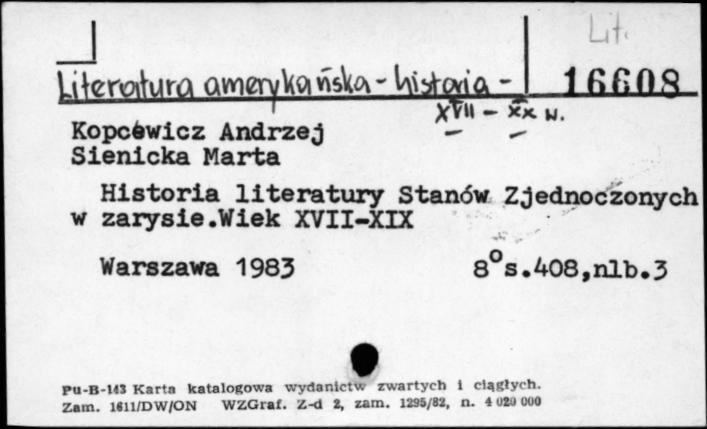 Lit.
Literatura amerykańska - historia - 16608
XVII - XX w.
Kopcewicz Andrzej
Sienicka Marta
Historia literatury Stanów Zjednoczonych
w zarysie.Wiek XVII-XIX
Warszawa 1983 8°s.408,nlb.3
Pu-B-143 Karta katalogowa wydanictw zwartych i ciągłych.
Zam. 1611/DW/ON WZGraf. Z-d 2, zam. 1295/82, n. 4 020 000